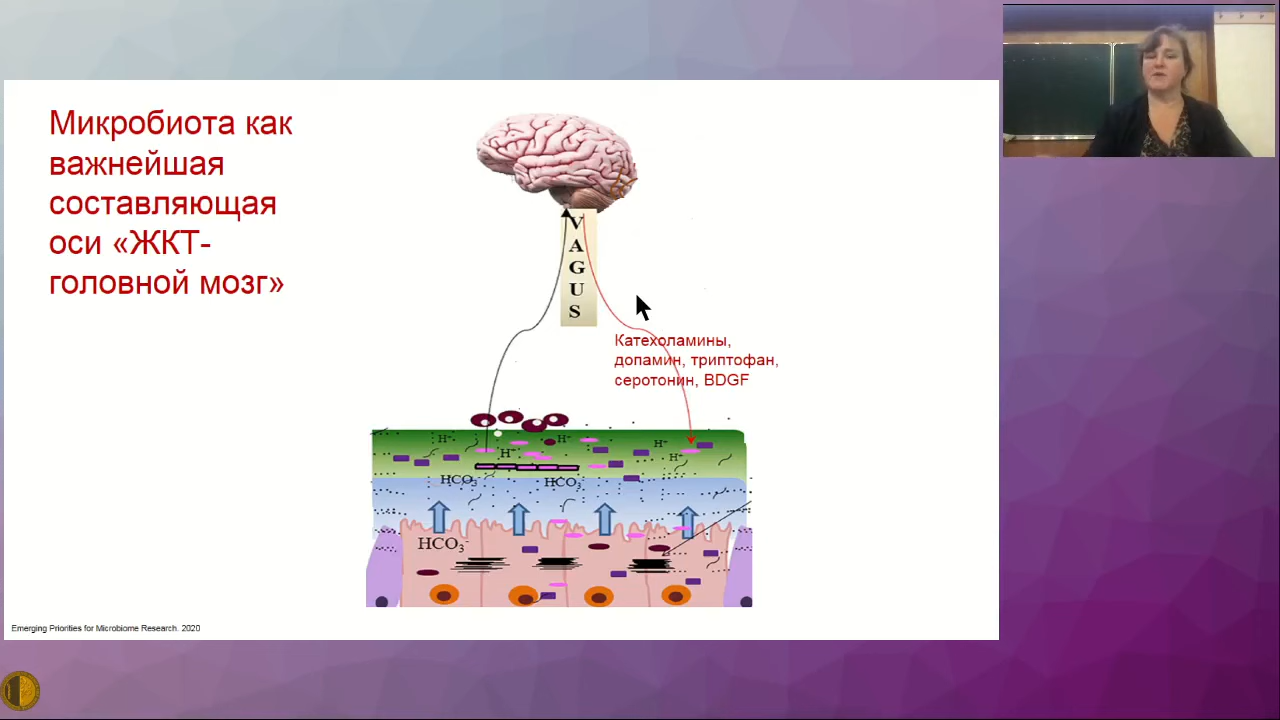 Микробиота как
важнейшая
составляющая
оси «ЖКТ-
головной мозг»
VAGUS
Катехоламины,
допамин, триптофан,
серотонин, BDGF
H⁺
H⁺
H⁺
H⁺
H⁺
HCO₃⁻
HCO₃⁻
HCO₃⁻
Emerging Priorities for Microbiome Research. 2020